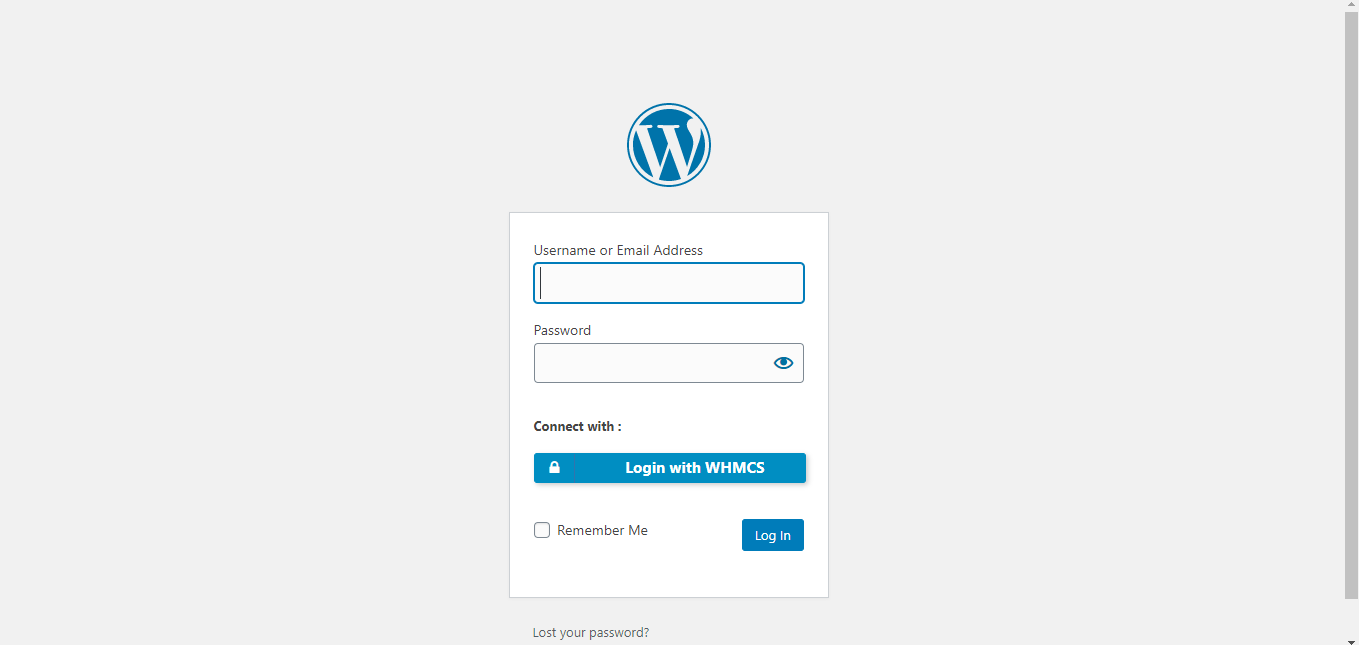 Username or Email Address
Password
Connect with :
Login with WHMCS
Remember Me
Log In
Lost your password?